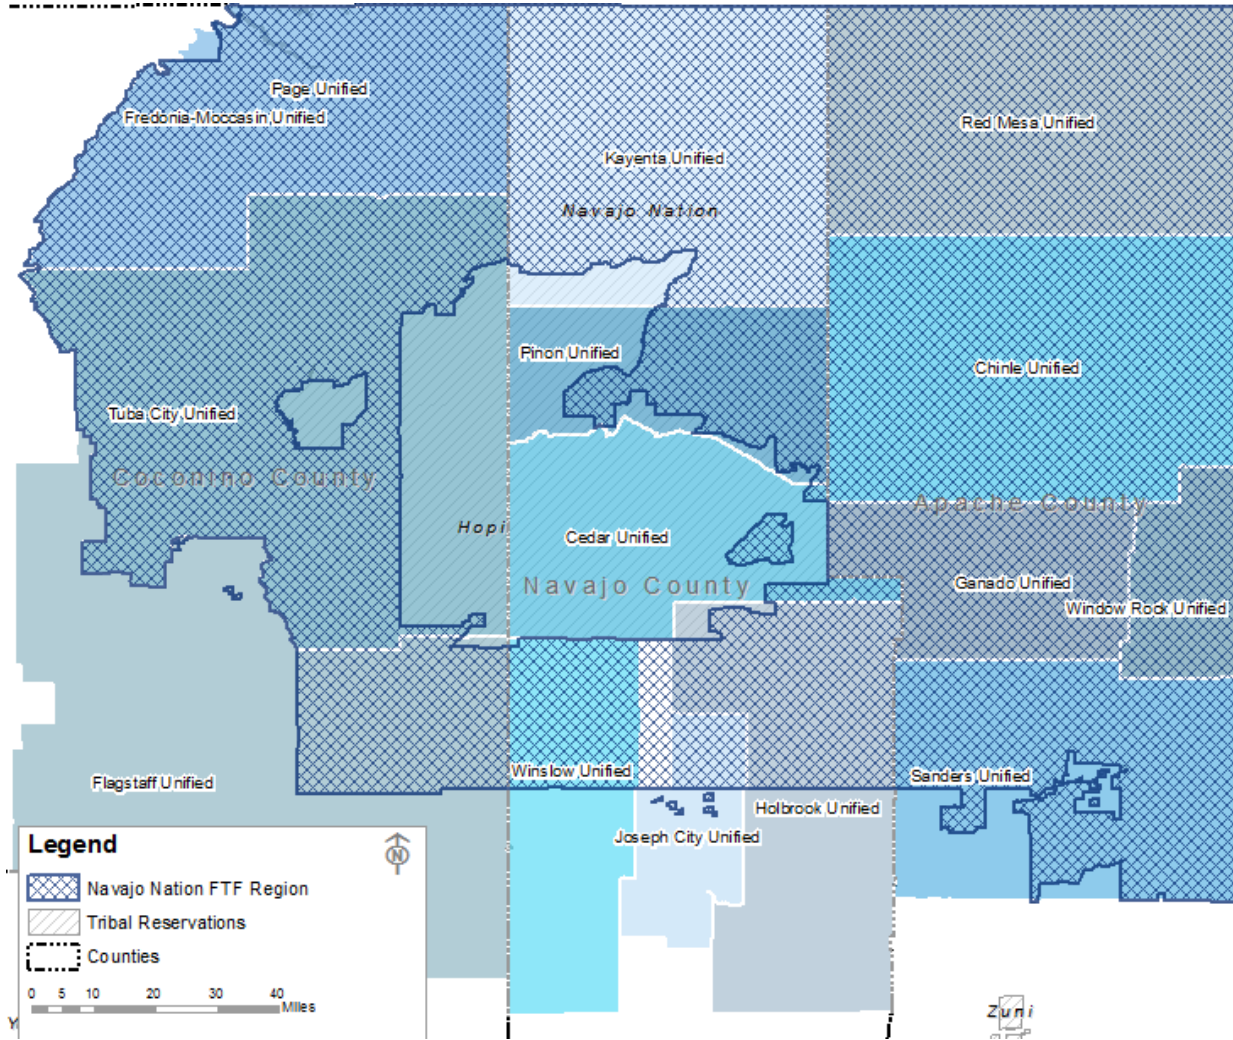 Page Unified
Fredonia-Moccasin Unified
Red Mesa Unified
Kayenta Unified
Navajo Nation
Pinon Unified
Chinle Unified
Tuba City Unified
Coconino County
Apache County
Hopi
Cedar Unified
Navajo County
Ganado Unified
Window Rock Unified
Flagstaff Unified
Winslow Unified
Sanders Unified
Holbrook Unified
Joseph City Unified
Legend
N
Navajo Nation FTF Region
Tribal Reservations
Counties
0 5 10 20 30 40
Miles
Zuni